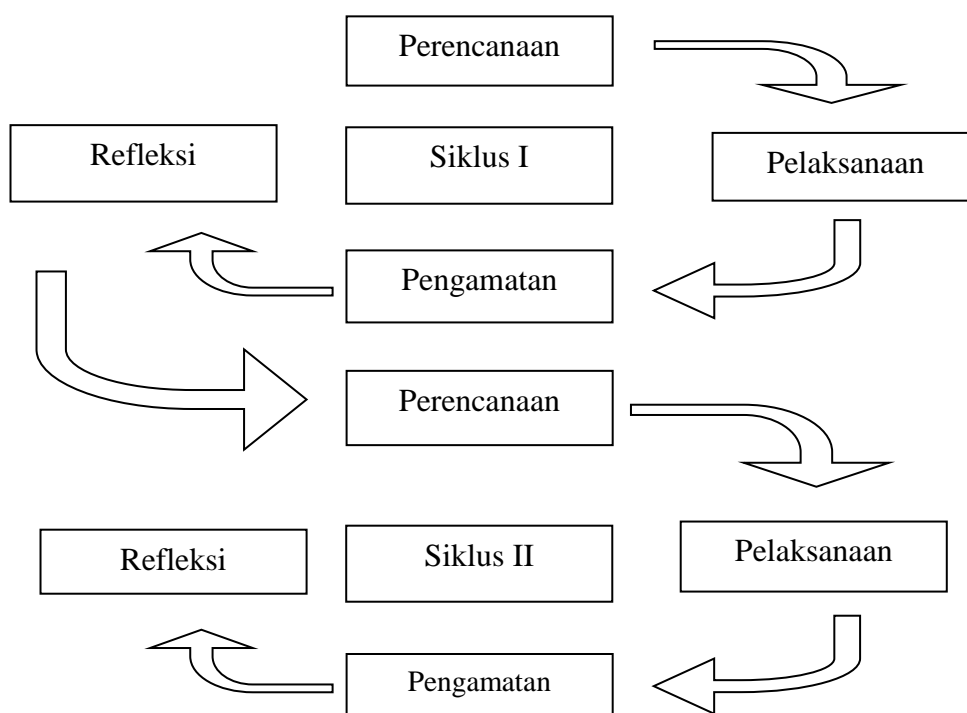 Perencanaan
Refleksi
Siklus I
Pelaksanaan
Pengamatan
Perencanaan
Refleksi
Siklus II
Pelaksanaan
Pengamatan